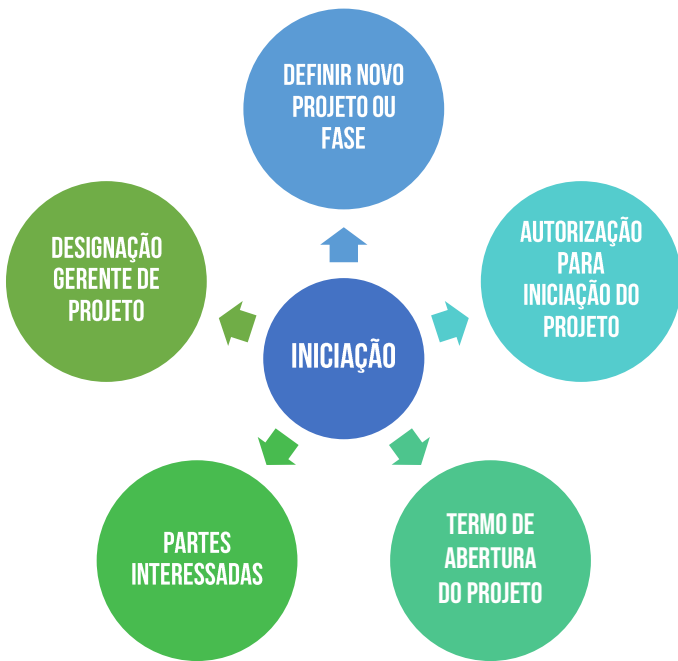 DEFINIR NOVO
PROJETO OU
FASE
AUTORIZAÇÃO
PARA
INICIAÇÃO DO
PROJETO
DESIGNAÇÃO
GERENTE DE
PROJETO
INICIAÇÃO
TERMO DE
ABERTURA
DO PROJETO
PARTES
INTERESSADAS